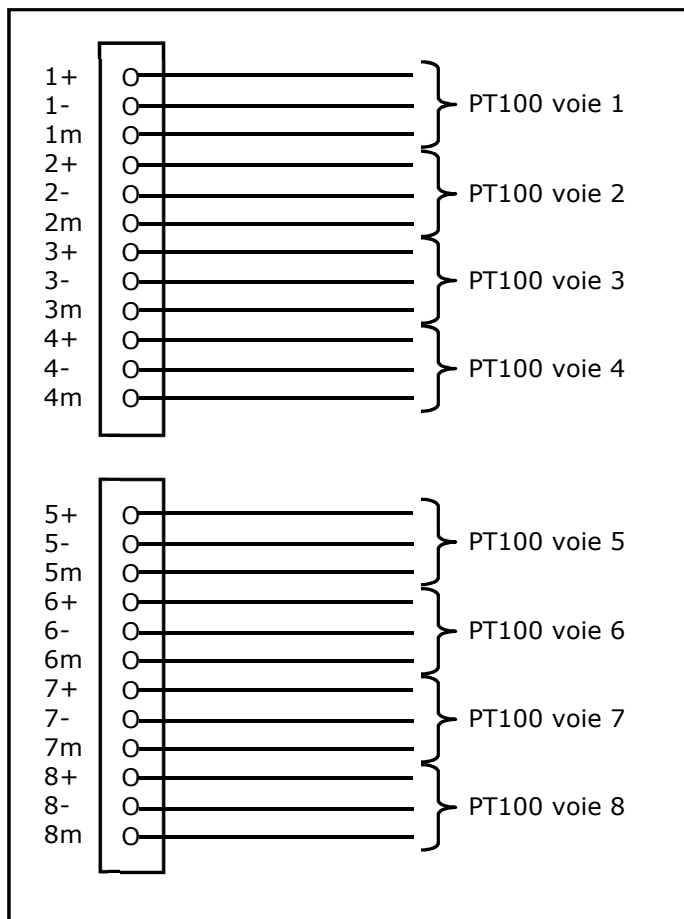 1+
1-
PT100 voie 1
1m
2+
2-
PT100 voie 2
2m
3+
3-
PT100 voie 3
3m
4+
4-
PT100 voie 4
4m
5+
5-
PT100 voie 5
5m
6+
6-
PT100 voie 6
6m
7+
7-
PT100 voie 7
7m
8+
8-
PT100 voie 8
8m